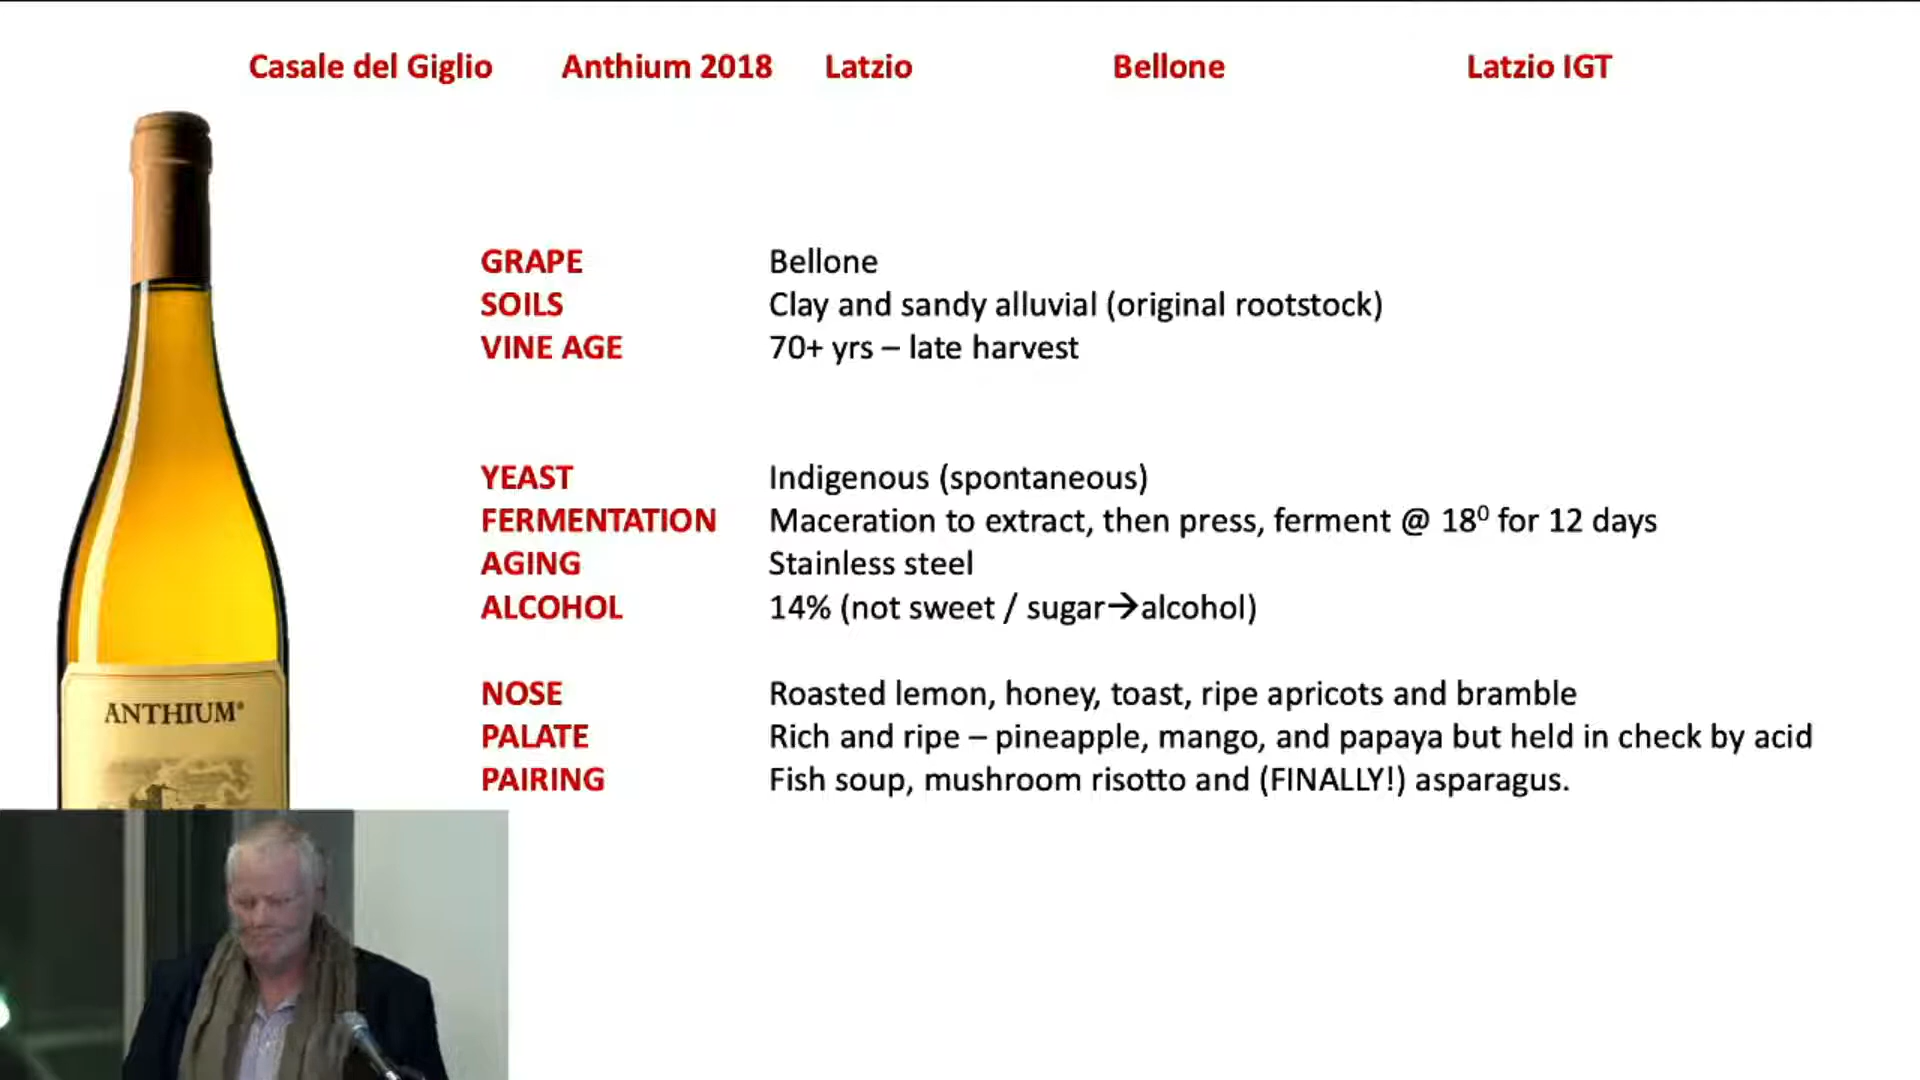 Casale del Giglio Anthium 2018 Latzio Bellone Latzio IGT
GRAPE Bellone
SOILS Clay and sandy alluvial (original rootstock)
VINE AGE 70+ yrs – late harvest
YEAST Indigenous (spontaneous)
FERMENTATION Maceration to extract, then press, ferment @ 18⁰ for 12 days
AGING Stainless steel
ALCOHOL 14% (not sweet / sugar→alcohol)
NOSE Roasted lemon, honey, toast, ripe apricots and bramble
PALATE Rich and ripe – pineapple, mango, and papaya but held in check by acid
PAIRING Fish soup, mushroom risotto and (FINALLY!) asparagus.
ANTHIUM®